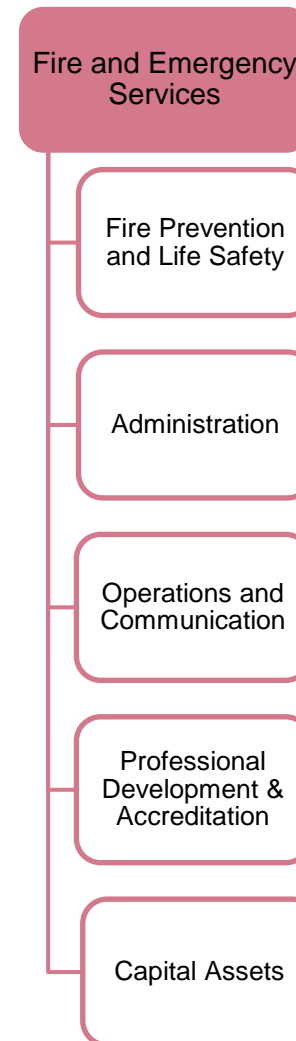 Fire and Emergency
Services
Fire Prevention
and Life Safety
Administration
Operations and
Communication
Professional
Development &
Accreditation
Capital Assets